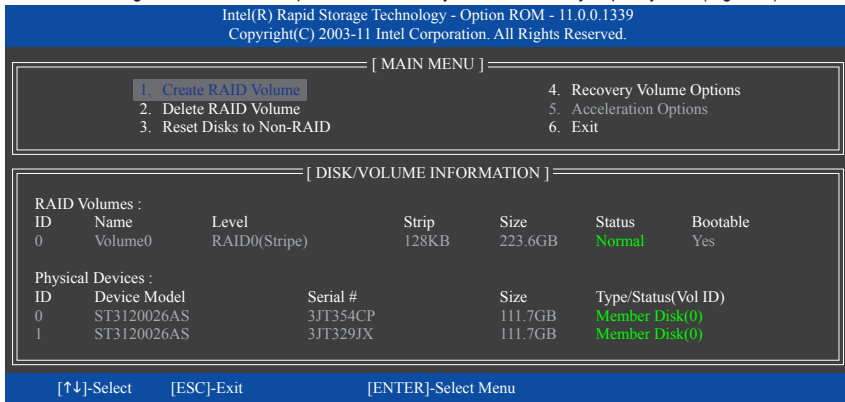 Intel(R) Rapid Storage Technology - Option ROM - 11.0.0.1339
Copyright(C) 2003-11 Intel Corporation. All Rights Reserved.
[ MAIN MENU ]
1. Create RAID Volume 4. Recovery Volume Options
2. Delete RAID Volume 5. Acceleration Options
3. Reset Disks to Non-RAID 6. Exit
[ DISK/VOLUME INFORMATION ]
RAID Volumes :
ID Name Level Strip Size Status Bootable
0 Volume0 RAID0(Stripe) 128KB 223.6GB Normal Yes
Physical Devices :
ID Device Model Serial # Size Type/Status(Vol ID)
0 ST3120026AS 3JT354CP 111.7GB Member Disk(0)
1 ST3120026AS 3JT329JX 111.7GB Member Disk(0)
[↑↓]-Select [ESC]-Exit [ENTER]-Select Menu